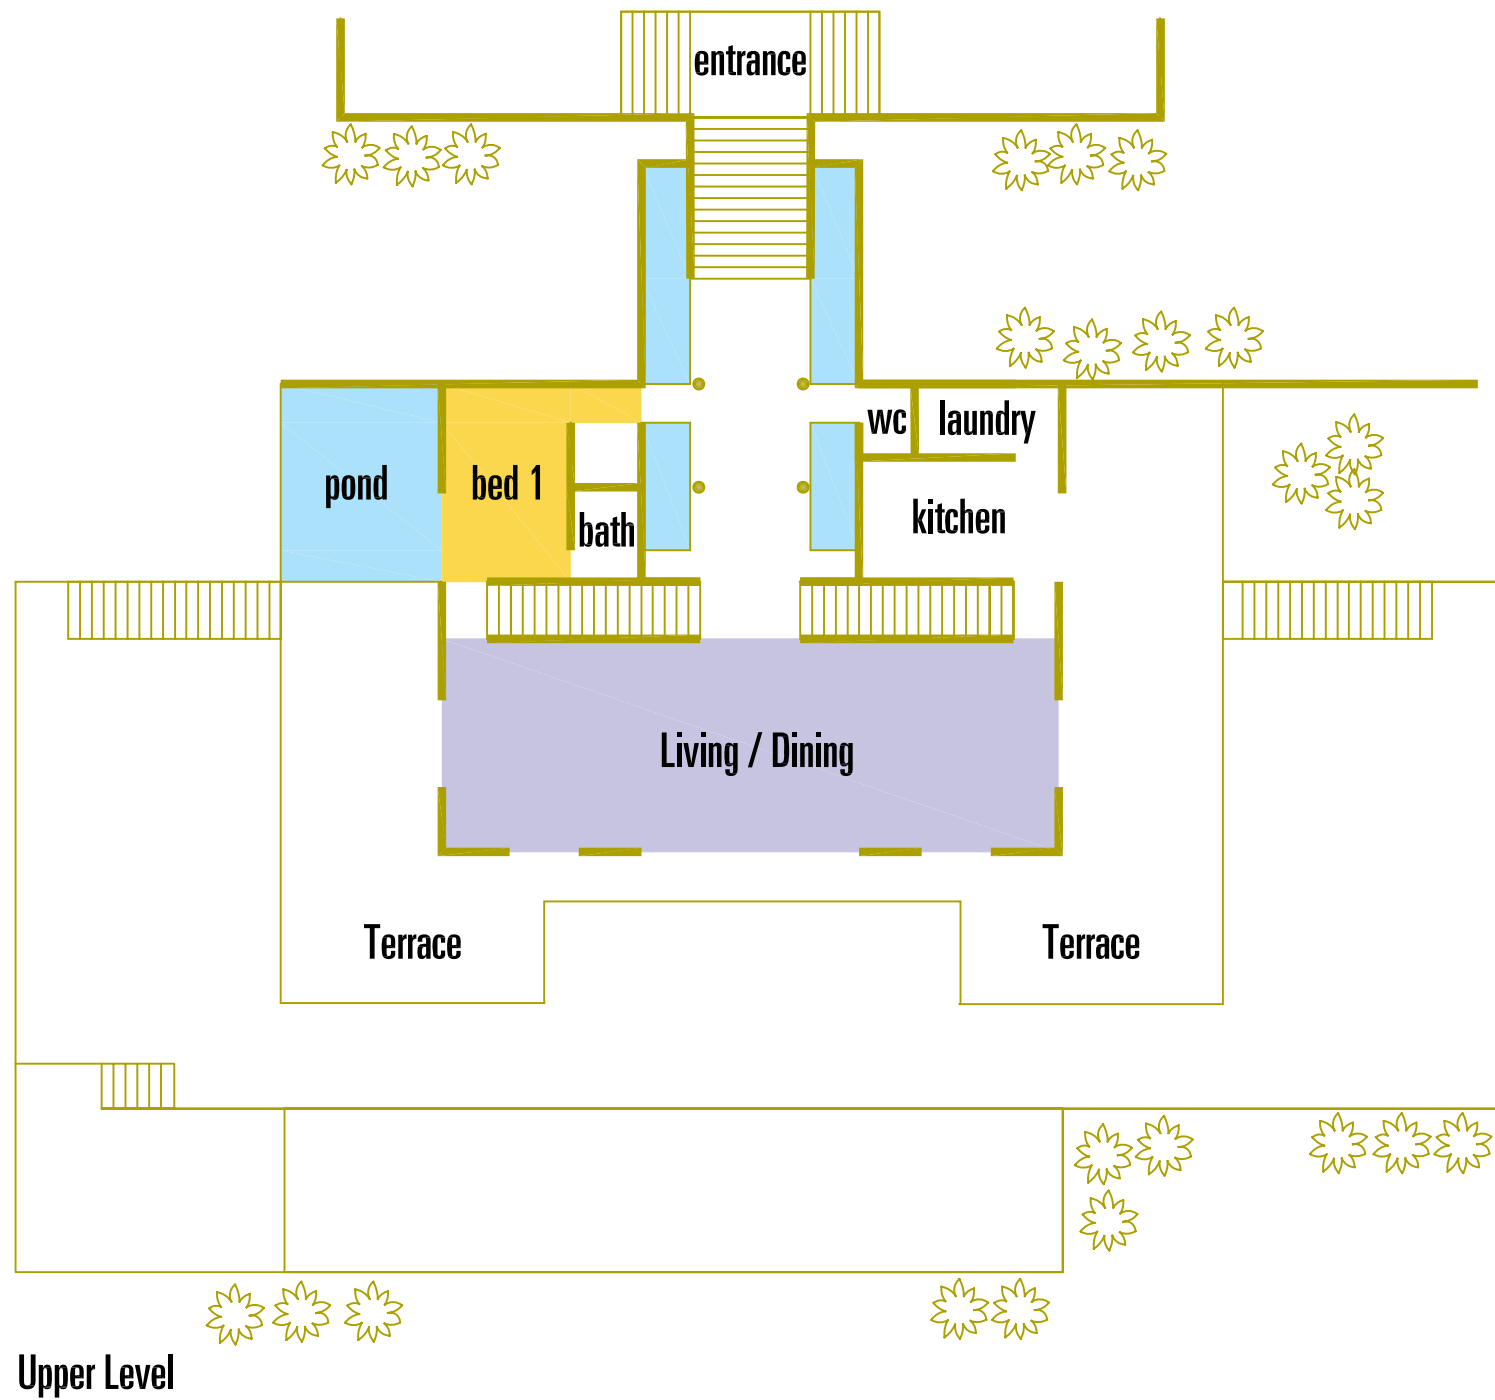 entrance
wc
laundry
pond
bed 1
bath
kitchen
Living / Dining
Terrace
Terrace
Upper Level